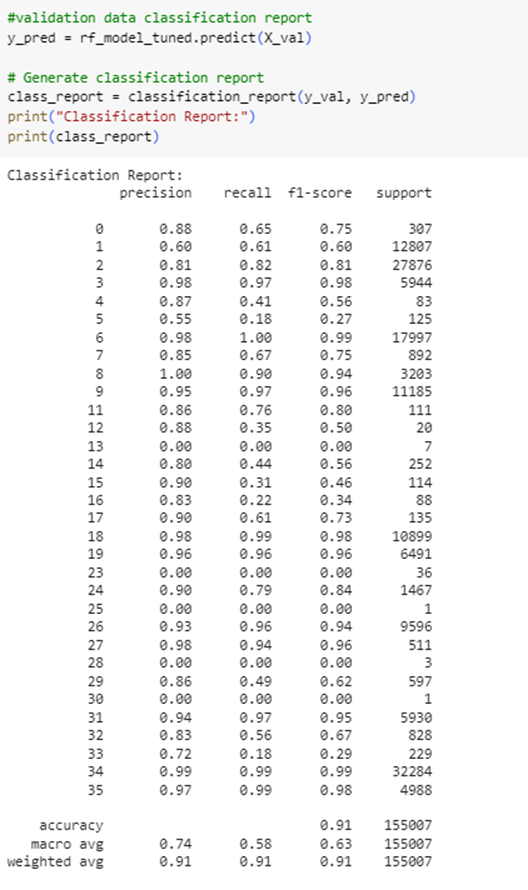 #validation data classification report
y_pred = rf_model_tuned.predict(X_val)
# Generate classification report
class_report = classification_report(y_val, y_pred)
print("Classification Report:")
print(class_report)
Classification Report:
precision recall f1-score support
0 0.88 0.65 0.75 307
1 0.60 0.61 0.60 12807
2 0.81 0.82 0.81 27876
3 0.98 0.97 0.98 5944
4 0.87 0.41 0.56 83
5 0.55 0.18 0.27 125
6 0.98 1.00 0.99 17997
7 0.85 0.67 0.75 892
8 1.00 0.90 0.94 3203
9 0.95 0.97 0.96 11185
11 0.86 0.76 0.80 111
12 0.88 0.35 0.50 20
13 0.00 0.00 0.00 7
14 0.80 0.44 0.56 252
15 0.90 0.31 0.46 114
16 0.83 0.22 0.34 88
17 0.90 0.61 0.73 135
18 0.98 0.99 0.98 10899
19 0.96 0.96 0.96 6491
23 0.00 0.00 0.00 36
24 0.90 0.79 0.84 1467
25 0.00 0.00 0.00 1
26 0.93 0.96 0.94 9596
27 0.98 0.94 0.96 511
28 0.00 0.00 0.00 3
29 0.86 0.49 0.62 597
30 0.00 0.00 0.00 1
31 0.94 0.97 0.95 5930
32 0.83 0.56 0.67 828
33 0.72 0.18 0.29 229
34 0.99 0.99 0.99 32284
35 0.97 0.99 0.98 4988
accuracy 0.91 155007
macro avg 0.74 0.58 0.63 155007
weighted avg 0.91 0.91 0.91 155007